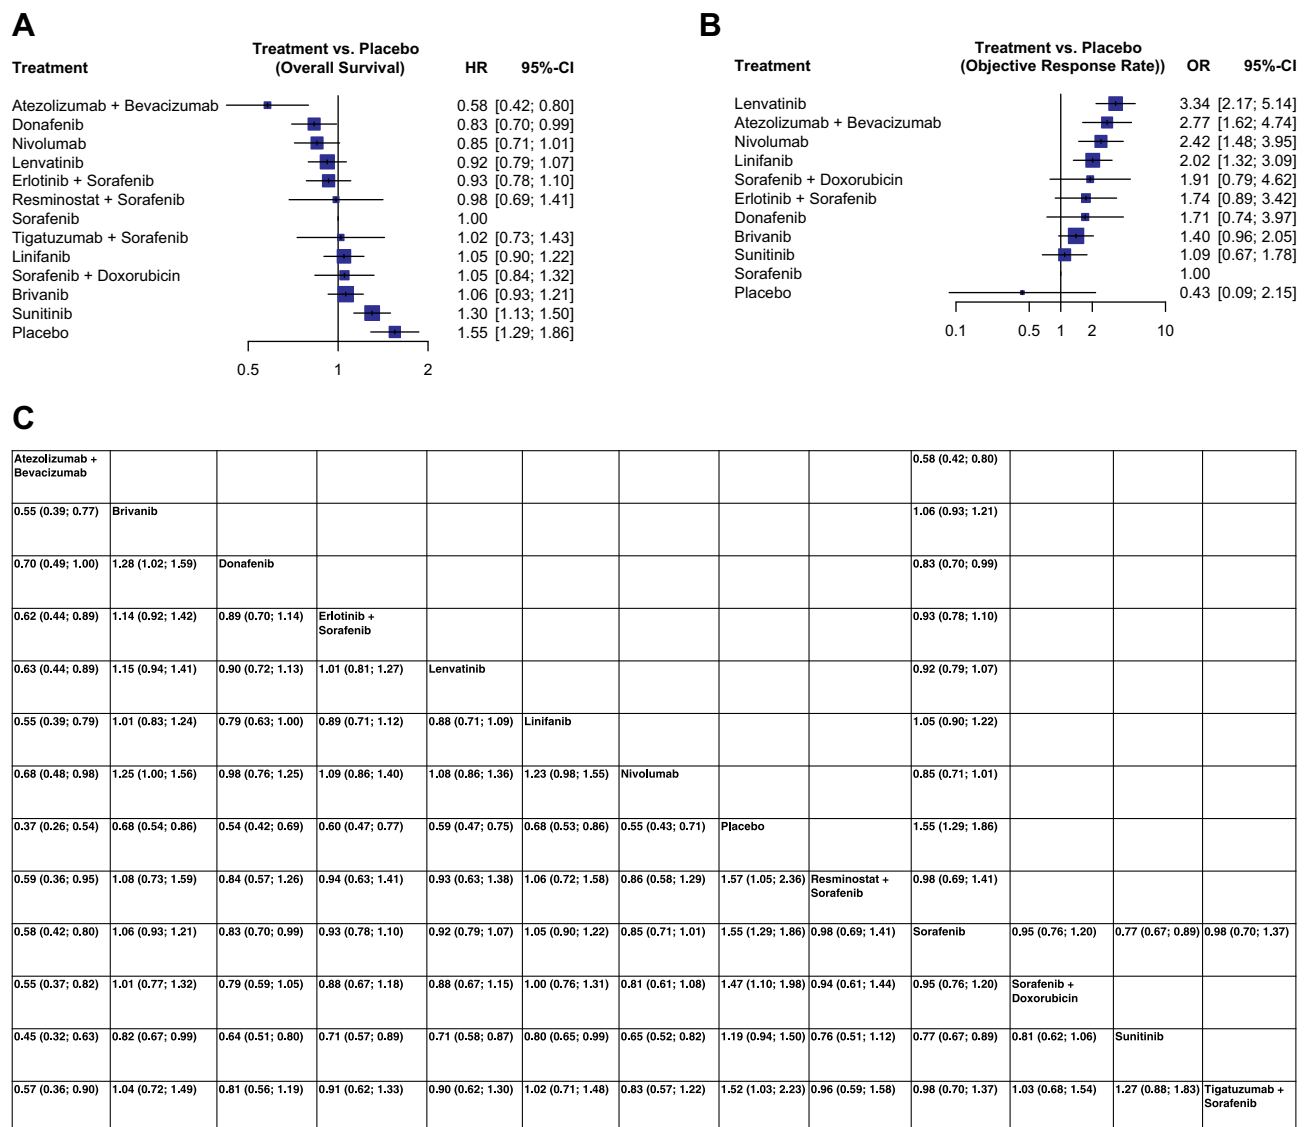 A
Treatment vs. Placebo
Treatment (Overall Survival) HR 95%-CI
Atezolizumab + Bevacizumab 0.58 [0.42; 0.80]
Donafenib 0.83 [0.70; 0.99]
Nivolumab 0.85 [0.71; 1.01]
Lenvatinib 0.92 [0.79; 1.07]
Erlotinib + Sorafenib 0.93 [0.78; 1.10]
Resminostat + Sorafenib 0.98 [0.69; 1.41]
Sorafenib 1.00
Tigatuzumab + Sorafenib 1.02 [0.73; 1.43]
Linifanib 1.05 [0.90; 1.22]
Sorafenib + Doxorubicin 1.05 [0.84; 1.32]
Brivanib 1.06 [0.93; 1.21]
Sunitinib 1.30 [1.13; 1.50]
Placebo 1.55 [1.29; 1.86]
0.5 1 2
B
Treatment vs. Placebo
Treatment (Objective Response Rate)) OR 95%-CI
Lenvatinib 3.34 [2.17; 5.14]
Atezolizumab + Bevacizumab 2.77 [1.62; 4.74]
Nivolumab 2.42 [1.48; 3.95]
Linifanib 2.02 [1.32; 3.09]
Sorafenib + Doxorubicin 1.91 [0.79; 4.62]
Erlotinib + Sorafenib 1.74 [0.89; 3.42]
Donafenib 1.71 [0.74; 3.97]
Brivanib 1.40 [0.96; 2.05]
Sunitinib 1.09 [0.67; 1.78]
Sorafenib 1.00
Placebo 0.43 [0.09; 2.15]
0.1 0.5 1 2 10
C
Atezolizumab + 0.58 (0.42; 0.80)
Bevacizumab
0.55 (0.39; 0.77) Brivanib 1.06 (0.93; 1.21)
0.70 (0.49; 1.00) 1.28 (1.02; 1.59) Donafenib 0.83 (0.70; 0.99)
0.62 (0.44; 0.89) 1.14 (0.92; 1.42) 0.89 (0.70; 1.14) Erlotinib + 0.93 (0.78; 1.10)
Sorafenib
0.63 (0.44; 0.89) 1.15 (0.94; 1.41) 0.90 (0.72; 1.13) 1.01 (0.81; 1.27) Lenvatinib 0.92 (0.79; 1.07)
0.55 (0.39; 0.79) 1.01 (0.83; 1.24) 0.79 (0.63; 1.00) 0.89 (0.71; 1.12) 0.88 (0.71; 1.09) Linifanib 1.05 (0.90; 1.22)
0.68 (0.48; 0.98) 1.25 (1.00; 1.56) 0.98 (0.76; 1.25) 1.09 (0.86; 1.40) 1.08 (0.86; 1.36) 1.23 (0.98; 1.55) Nivolumab 0.85 (0.71; 1.01)
0.37 (0.26; 0.54) 0.68 (0.54; 0.86) 0.54 (0.42; 0.69) 0.60 (0.47; 0.77) 0.59 (0.47; 0.75) 0.68 (0.53; 0.86) 0.55 (0.43; 0.71) Placebo 1.55 (1.29; 1.86)
0.59 (0.36; 0.95) 1.08 (0.73; 1.59) 0.84 (0.57; 1.26) 0.94 (0.63; 1.41) 0.93 (0.63; 1.38) 1.06 (0.72; 1.58) 0.86 (0.58; 1.29) 1.57 (1.05; 2.36) Resminostat + 0.98 (0.69; 1.41)
Sorafenib
0.58 (0.42; 0.80) 1.06 (0.93; 1.21) 0.83 (0.70; 0.99) 0.93 (0.78; 1.10) 0.92 (0.79; 1.07) 1.05 (0.90; 1.22) 0.85 (0.71; 1.01) 1.55 (1.29; 1.86) 0.98 (0.69; 1.41) Sorafenib 0.95 (0.76; 1.20) 0.77 (0.67; 0.89) 0.98 (0.70; 1.37)
0.55 (0.37; 0.82) 1.01 (0.77; 1.32) 0.79 (0.59; 1.05) 0.88 (0.67; 1.18) 0.88 (0.67; 1.15) 1.00 (0.76; 1.31) 0.81 (0.61; 1.08) 1.47 (1.10; 1.98) 0.94 (0.61; 1.44) 0.95 (0.76; 1.20) Sorafenib +
Doxorubicin
0.45 (0.32; 0.63) 0.82 (0.67; 0.99) 0.64 (0.51; 0.80) 0.71 (0.57; 0.89) 0.71 (0.58; 0.87) 0.80 (0.65; 0.99) 0.65 (0.52; 0.82) 1.19 (0.94; 1.50) 0.76 (0.51; 1.12) 0.77 (0.67; 0.89) 0.81 (0.62; 1.06) Sunitinib
0.57 (0.36; 0.90) 1.04 (0.72; 1.49) 0.81 (0.56; 1.19) 0.91 (0.62; 1.33) 0.90 (0.62; 1.30) 1.02 (0.71; 1.48) 0.83 (0.57; 1.22) 1.52 (1.03; 2.23) 0.96 (0.59; 1.58) 0.98 (0.70; 1.37) 1.03 (0.68; 1.54) 1.27 (0.88; 1.83) Tigatuzumab +
Sorafenib